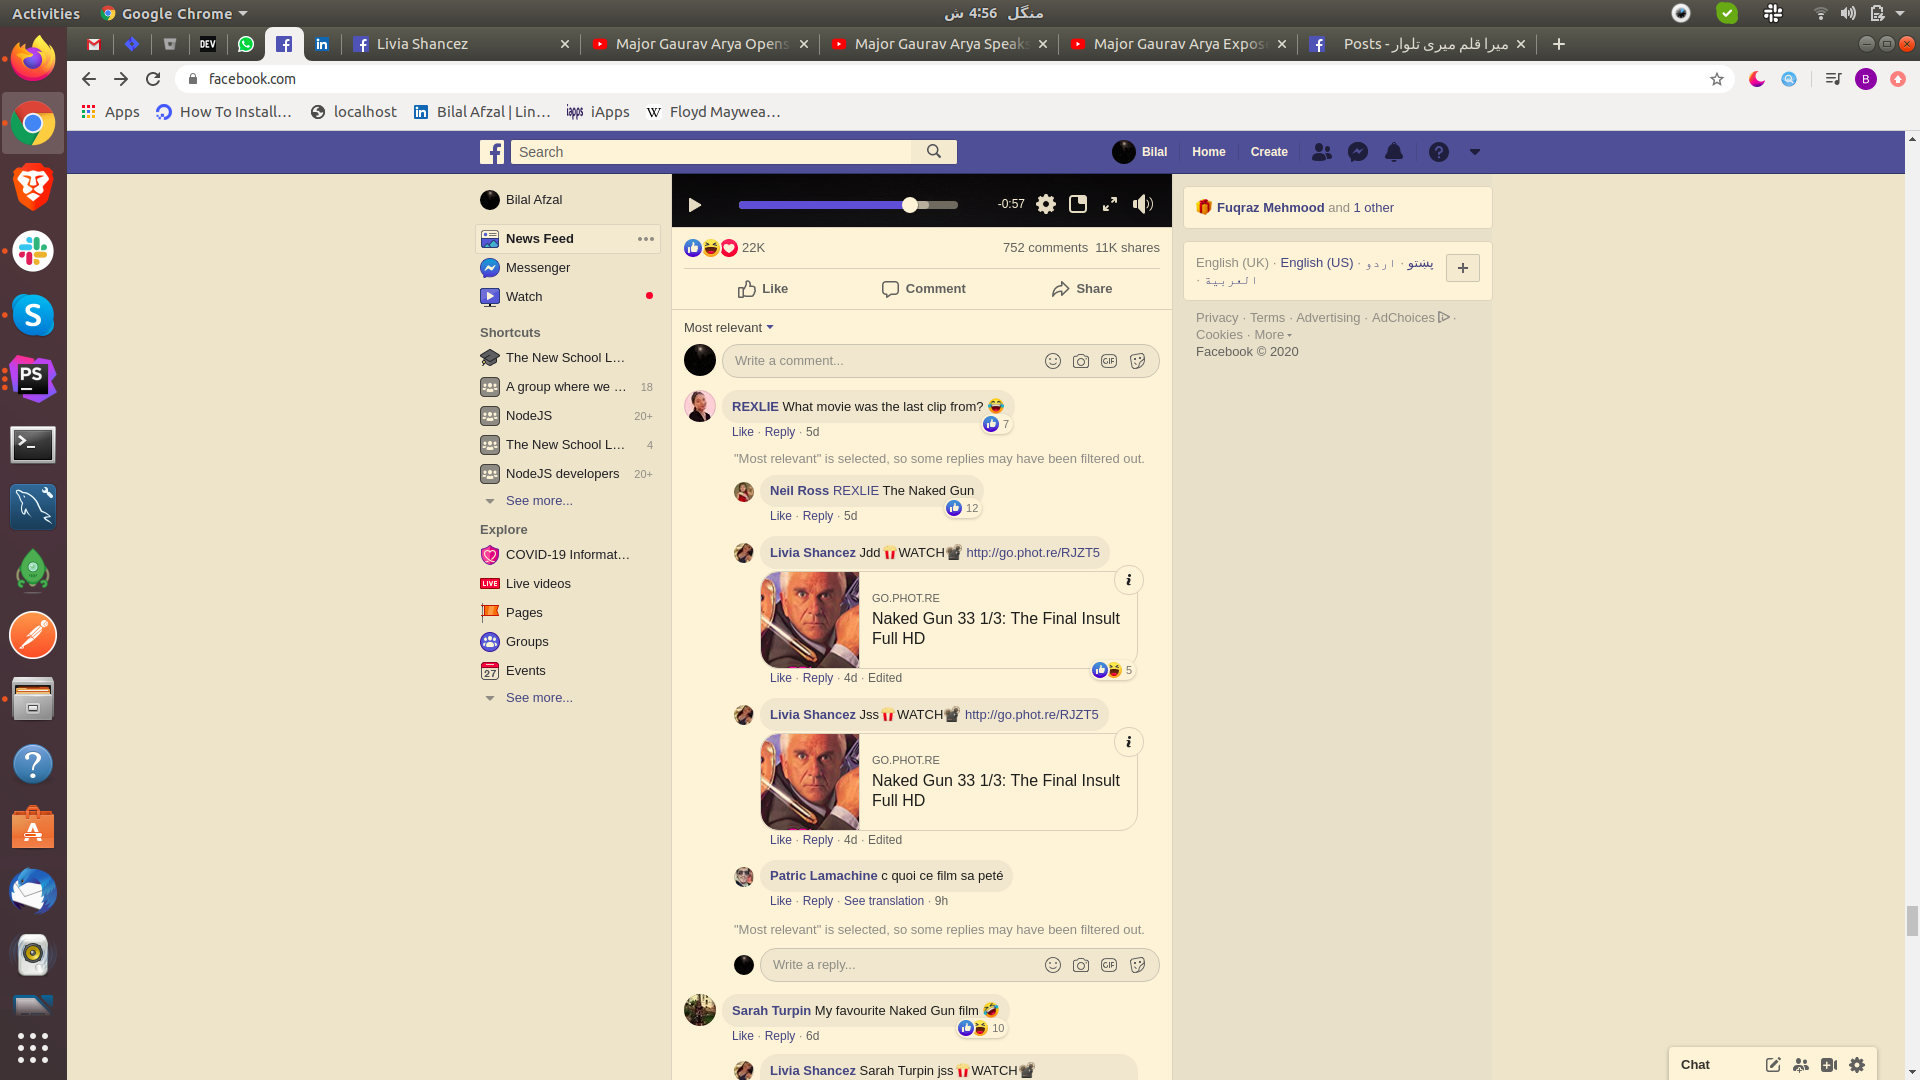 Activities
Google Chrome
منگل 4:56 ش
DEV
Livia Shancez
Major Gaurav Arya Opens
Major Gaurav Arya Speaks
Major Gaurav Arya Expose
Posts - میرا قلم میری تلوار
facebook.com
B
Apps
How To Install…
localhost
Bilal Afzal | Lin…
iApps
Floyd Maywea…
Search
Bilal
Home
Create
Bilal Afzal
News Feed
Messenger
Watch
Shortcuts
The New School L...
A group where we ... 18
NodeJS 20+
The New School L... 4
NodeJS developers 20+
See more...
Explore
COVID-19 Informat...
LIVE Live videos
Pages
Groups
27 Events
See more...
-0:57
22K
752 comments 11K shares
Like
Comment
Share
Most relevant
Write a comment...
GIF
REXLIE What movie was the last clip from? 😂
7
Like · Reply · 5d
"Most relevant" is selected, so some replies may have been filtered out.
Neil Ross REXLIE The Naked Gun
12
Like · Reply · 5d
Livia Shancez Jdd🍿WATCH📽 http://go.phot.re/RJZT5
GO.PHOT.RE
Naked Gun 33 1/3: The Final Insult
Full HD
5
Like · Reply · 4d · Edited
Livia Shancez Jss🍿WATCH📽 http://go.phot.re/RJZT5
GO.PHOT.RE
Naked Gun 33 1/3: The Final Insult
Full HD
Like · Reply · 4d · Edited
Patric Lamachine c quoi ce film sa peté
Like · Reply · See translation · 9h
"Most relevant" is selected, so some replies may have been filtered out.
Write a reply...
GIF
Sarah Turpin My favourite Naked Gun film 🤣
10
Like · Reply · 6d
Livia Shancez Sarah Turpin jss🍿WATCH📽
Fuqraz Mehmood and 1 other
English (UK) · English (US) · پښتو · اردو ·
العربية
Privacy · Terms · Advertising · AdChoices ·
Cookies · More
Facebook © 2020
Chat
PS